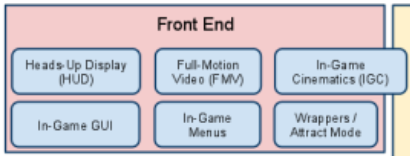 Front End
Heads-Up Display
(HUD)
Full-Motion
Video (FMV)
In-Game
Cinematics (IGC)
In-Game GUI
In-Game
Menus
Wrappers /
Attract Mode